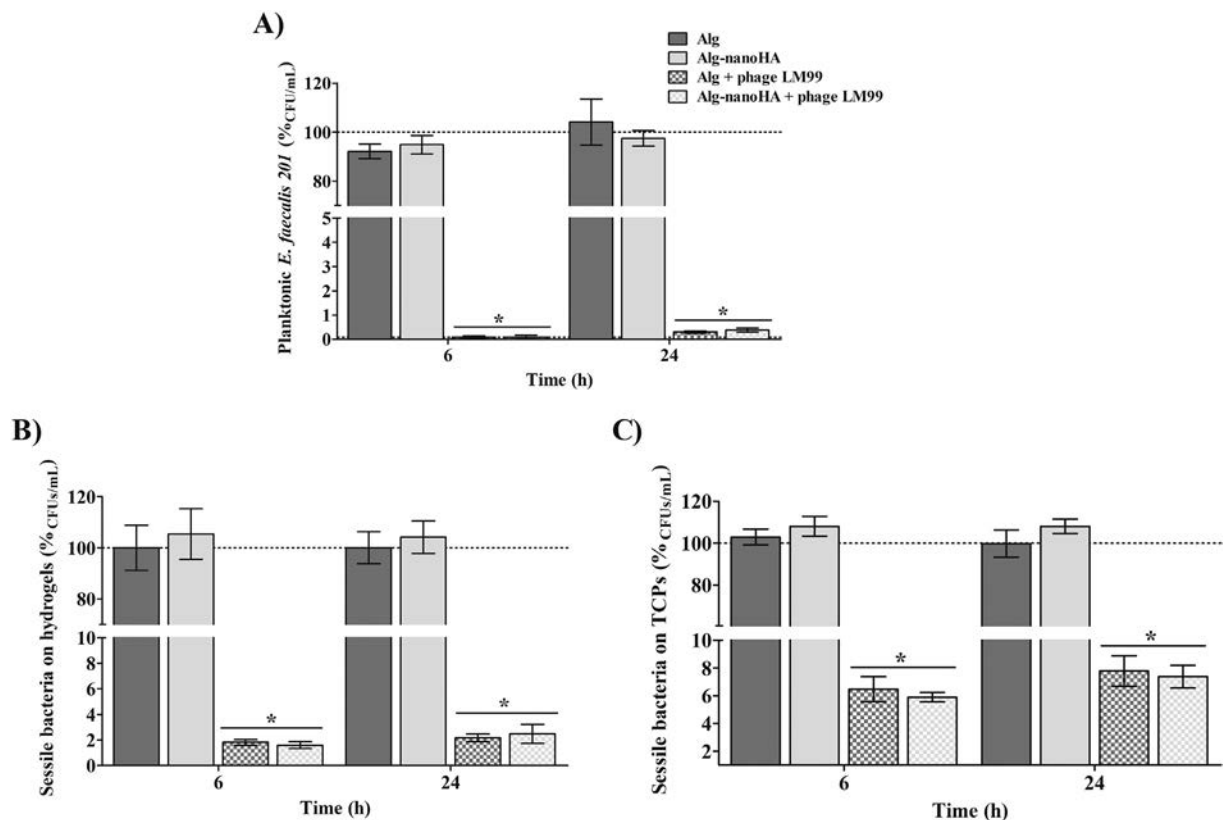 A)
Alg
Alg-nanoHA
Alg + phage LM99
Alg-nanoHA + phage LM99
Planktonic E. faecalis 201 (%CFU/mL)
120
100
80
5
4
3
2
1
0
*
*
6
24
Time (h)
B)
Sessile bacteria on hydrogels (%CFUs/mL)
120
100
80
10
8
6
4
2
0
*
*
6
24
Time (h)
C)
Sessile bacteria on TCPs (%CFUs/mL)
120
100
80
10
8
6
4
2
*
*
6
24
Time (h)